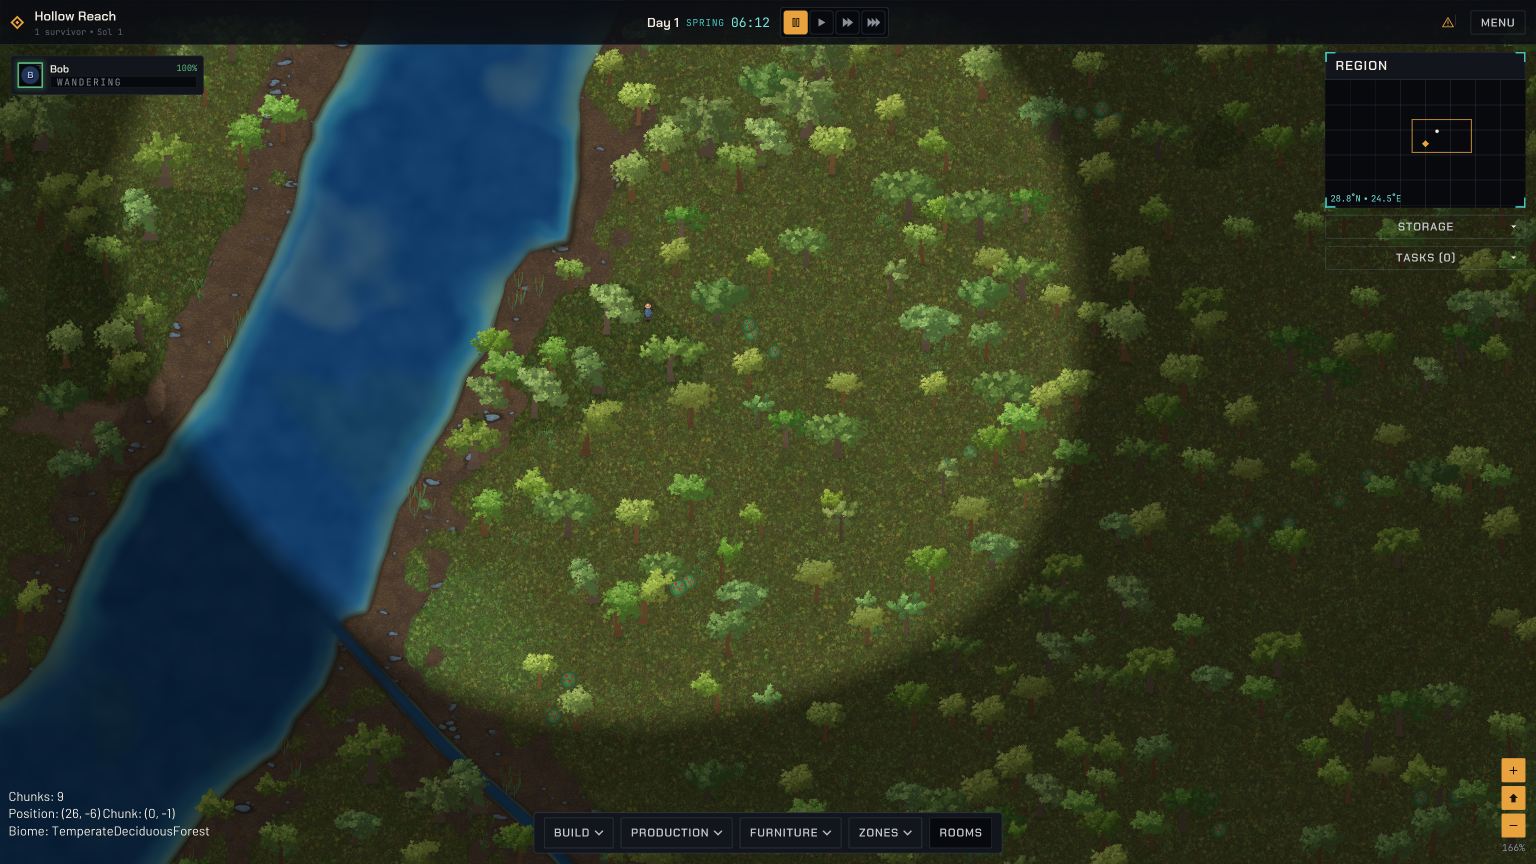 Hollow Reach
1 survivor • Sol 1
Day 1 SPRING 06:12
MENU
B
Bob
100%
WANDERING
REGION
28.8°N • 24.5°E
STORAGE
TASKS (0)
Chunks: 9
Position: (26, -6) Chunk: (0, -1)
Biome: TemperateDeciduousForest
BUILD
PRODUCTION
FURNITURE
ZONES
ROOMS
+
−
166%